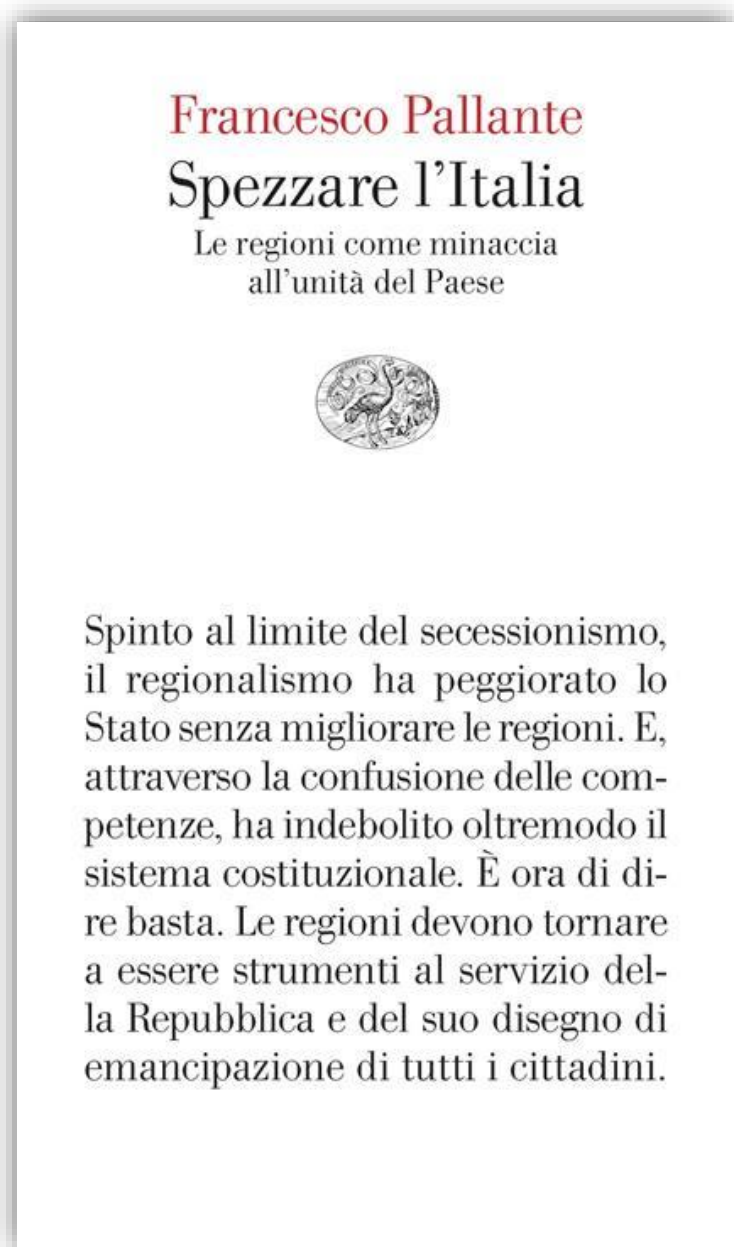 Francesco Pallante
Spezzare l’Italia
Le regioni come minaccia
all’unità del Paese
Spinto al limite del secessionismo,
il regionalismo ha peggiorato lo
Stato senza migliorare le regioni. E,
attraverso la confusione delle com-
petenze, ha indebolito oltremodo il
sistema costituzionale. È ora di di-
re basta. Le regioni devono tornare
a essere strumenti al servizio del-
la Repubblica e del suo disegno di
emancipazione di tutti i cittadini.